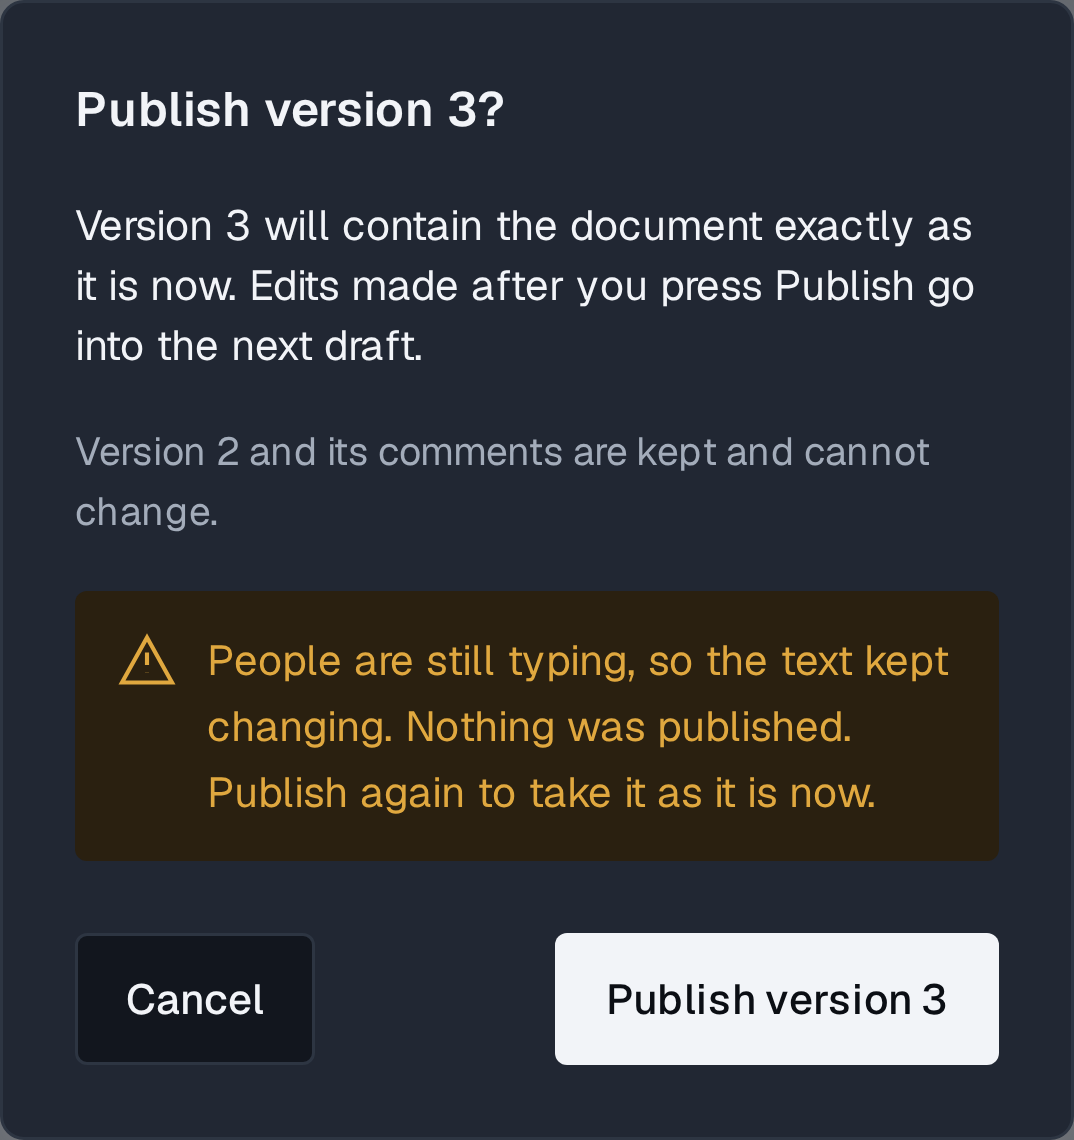 Publish version 3?
Version 3 will contain the document exactly as
it is now. Edits made after you press Publish go
into the next draft.
Version 2 and its comments are kept and cannot
change.
People are still typing, so the text kept
changing. Nothing was published.
Publish again to take it as it is now.
Cancel
Publish version 3